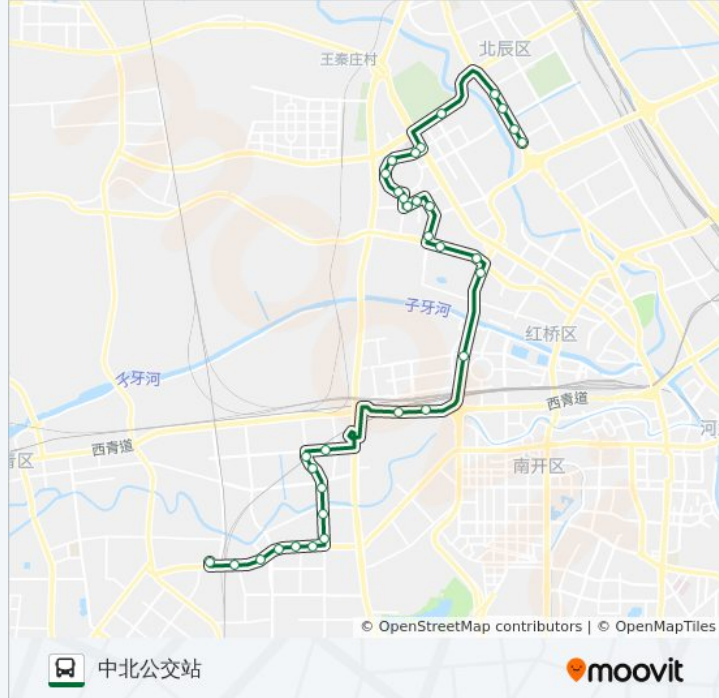 北辰区
王秦庄村
子牙河
红桥区
子牙河
西青道
西青道
河
青区
南开区
© OpenStreetMap contributors | © OpenMapTiles
中北公交站
moovit